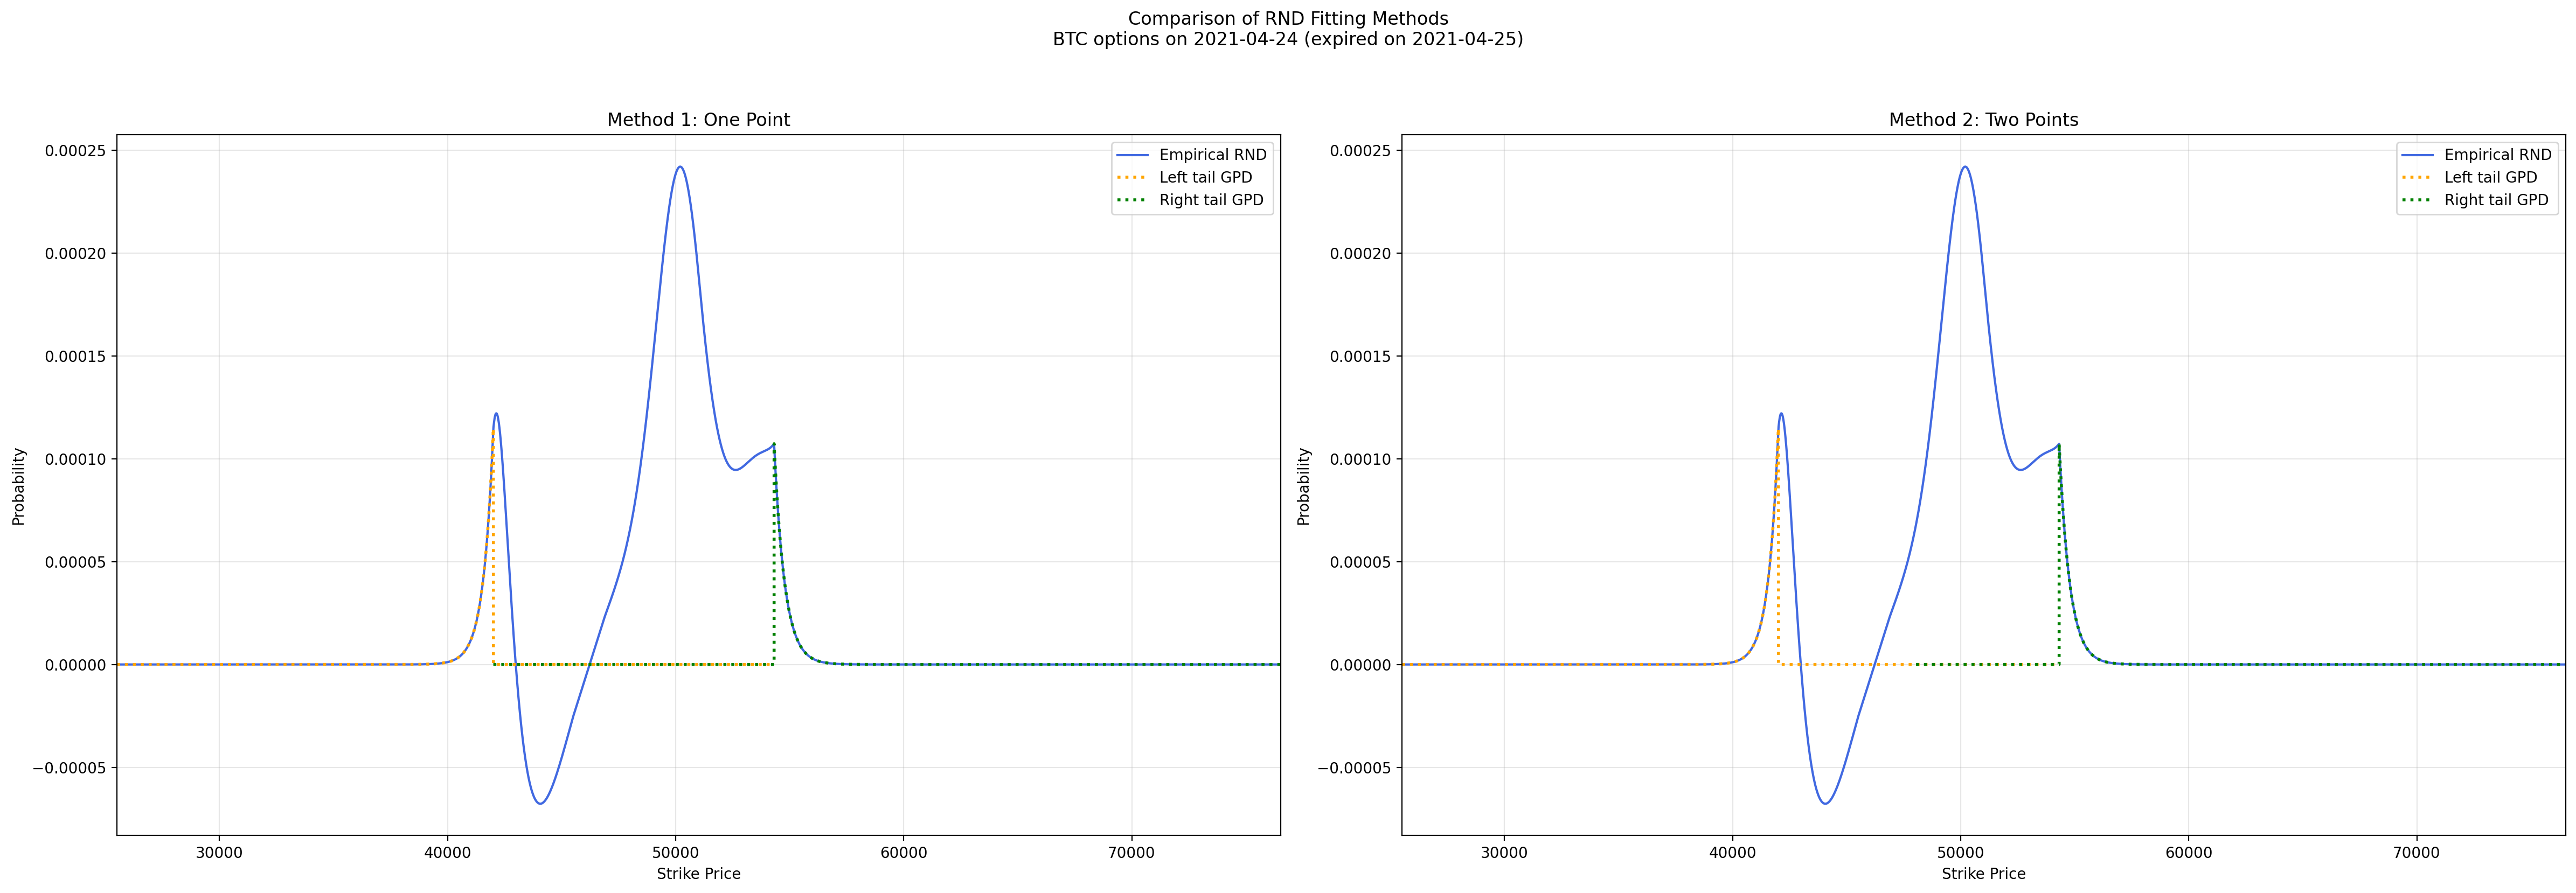 Comparison of RND Fitting Methods
BTC options on 2021-04-24 (expired on 2021-04-25)
Method 1: One Point
0.00025
0.00020
0.00015
0.00010
0.00005
0.00000
−0.00005
Probability
30000
40000
50000
60000
70000
Strike Price
Empirical RND
Left tail GPD
Right tail GPD
Method 2: Two Points
0.00025
0.00020
0.00015
0.00010
0.00005
0.00000
−0.00005
Probability
30000
40000
50000
60000
70000
Strike Price
Empirical RND
Left tail GPD
Right tail GPD